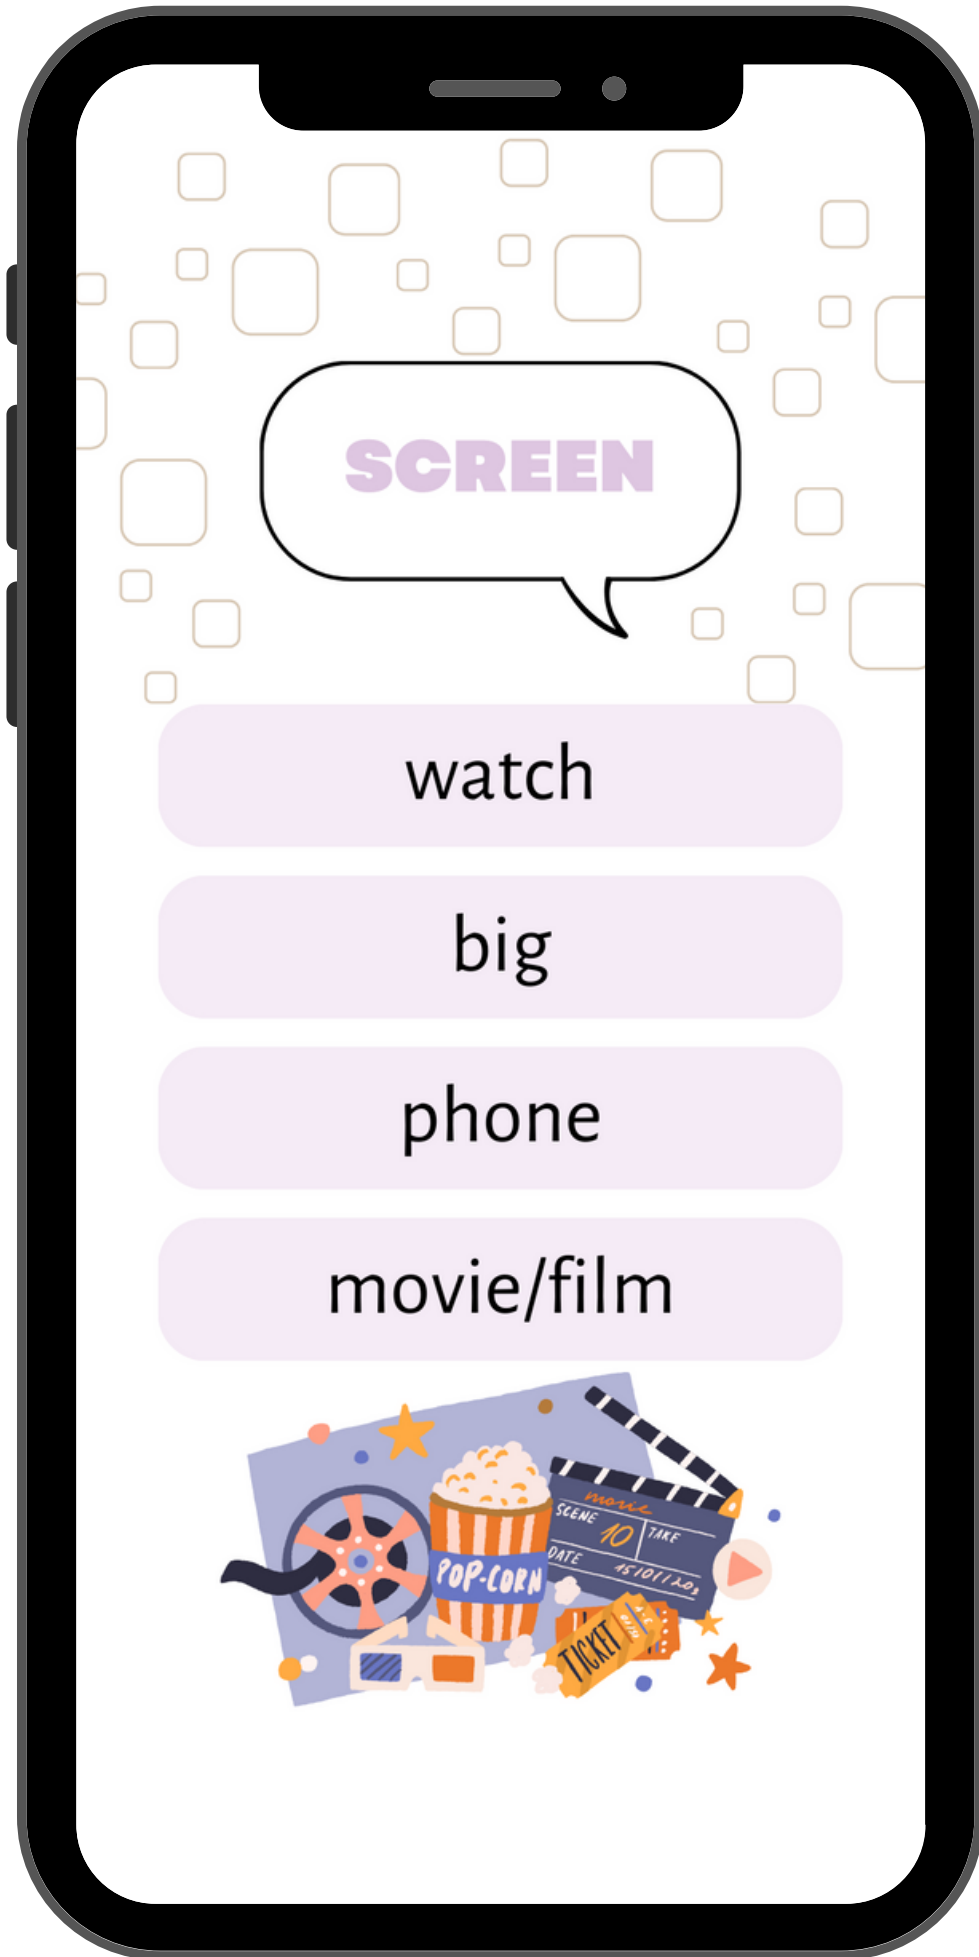 SCREEN
watch
big
phone
movie/film
movie
SCENE
10
TAKE
DATE
POP-CORN
TICKET